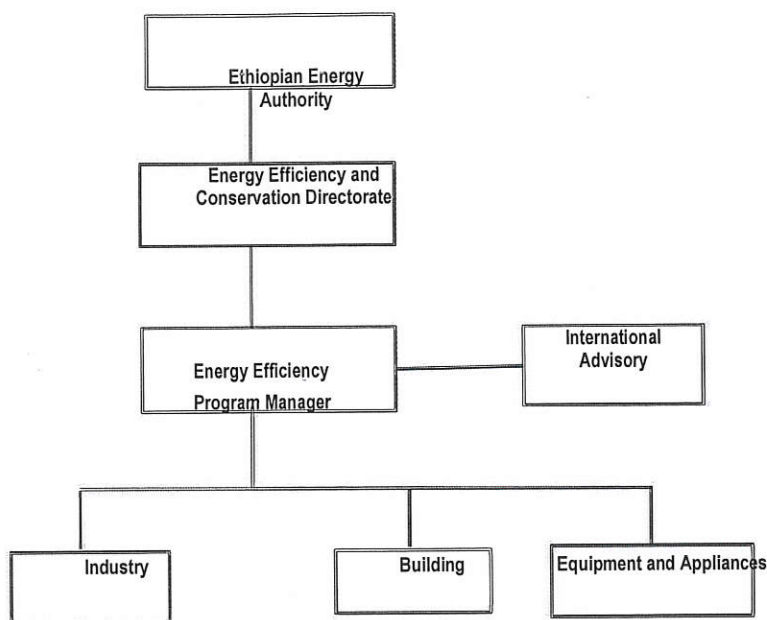 Ethiopian Energy
Authority
Energy Efficiency and
Conservation Directorate
Energy Efficiency
Program Manager
International
Advisory
Industry
Building
Equipment and Appliances